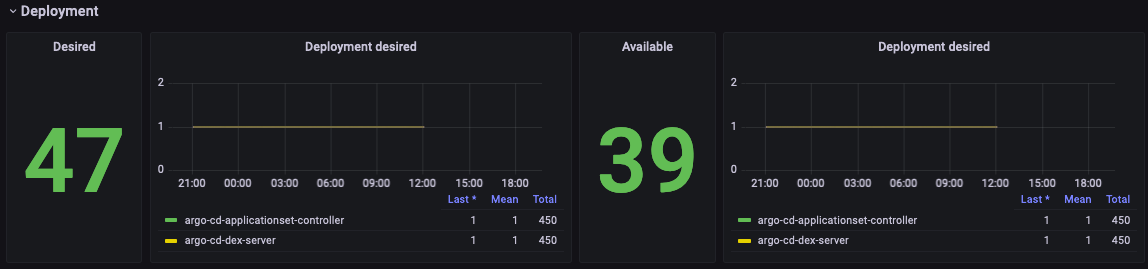 Deployment
Desired
47
Deployment desired
2
1
0
21:00 00:00 03:00 06:00 09:00 12:00 15:00 18:00
Last * Mean Total
argo-cd-applicationset-controller 1 1 450
argo-cd-dex-server 1 1 450
Available
39
Deployment desired
2
1
0
21:00 00:00 03:00 06:00 09:00 12:00 15:00 18:00
Last * Mean Total
argo-cd-applicationset-controller 1 1 450
argo-cd-dex-server 1 1 450